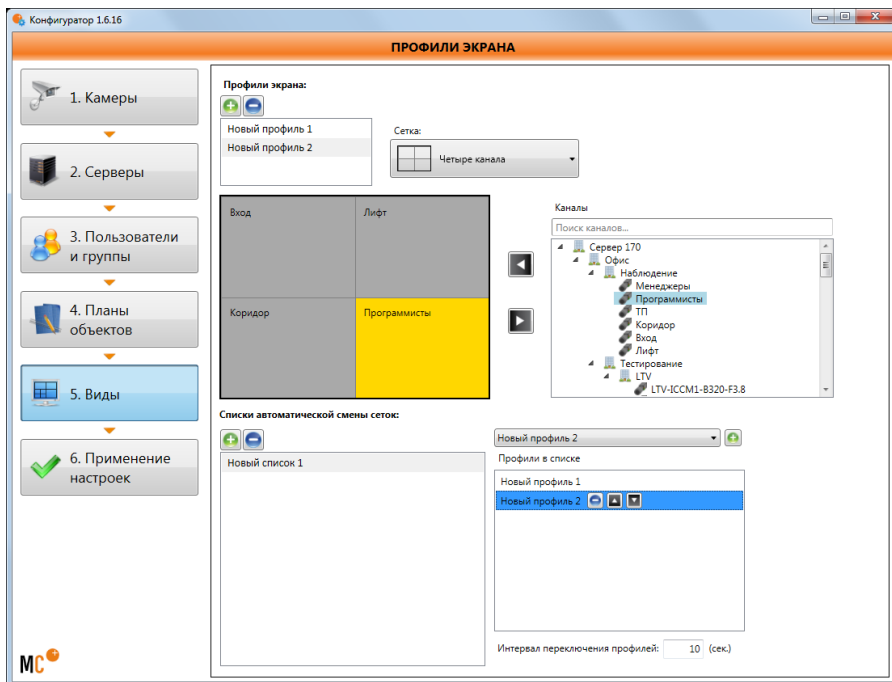 Конфигуратор 1.6.16
ПРОФИЛИ ЭКРАНА
1. Камеры
2. Серверы
3. Пользователи
и группы
4. Планы
объектов
5. Виды
6. Применение
настроек
MC
Профили экрана:
Новый профиль 1
Новый профиль 2
Сетка:
Четыре канала
Вход
Лифт
Коридор
Программисты
Каналы
Поиск каналов...
Сервер 170
Офис
Наблюдение
Менеджеры
Программисты
ТП
Коридор
Вход
Лифт
Тестирование
LTV
LTV-ICCM1-B320-F3.8
Списки автоматической смены сеток:
Новый список 1
Новый профиль 2
Профили в списке
Новый профиль 1
Новый профиль 2
Интервал переключения профилей: 10 (сек.)